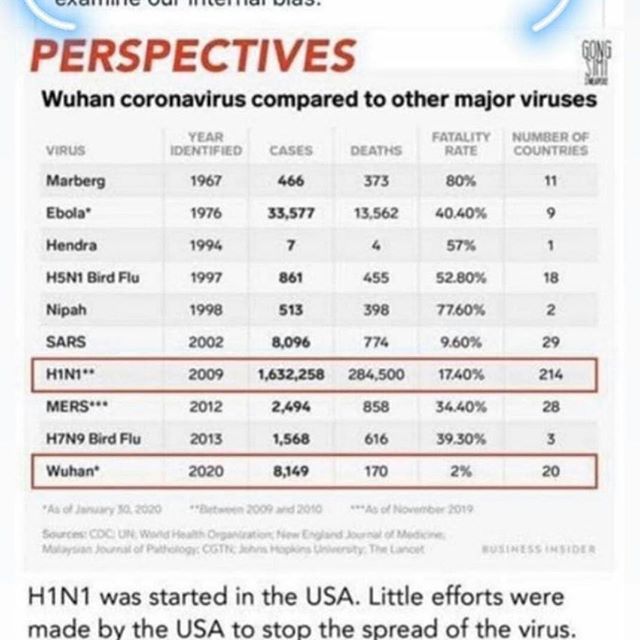 examine our internal bias.
PERSPECTIVES
GONG
SIMI
SINGAPORE
Wuhan coronavirus compared to other major viruses
VIRUS YEAR IDENTIFIED CASES DEATHS FATALITY RATE NUMBER OF COUNTRIES
Marberg 1967 466 373 80% 11
Ebola* 1976 33,577 13,562 40.40% 9
Hendra 1994 7 4 57% 1
H5N1 Bird Flu 1997 861 455 52.80% 18
Nipah 1998 513 398 77.60% 2
SARS 2002 8,096 774 9.60% 29
H1N1** 2009 1,632,258 284,500 17.40% 214
MERS*** 2012 2,494 858 34.40% 28
H7N9 Bird Flu 2013 1,568 616 39.30% 3
Wuhan* 2020 8,149 170 2% 20
*As of January 30, 2020 **Between 2009 and 2010 ***As of November 2019
Sources: CDC; UN; World Health Organization; New England Journal of Medicine;
Malaysian Journal of Pathology; CGTN; Johns Hopkins University; The Lancet
BUSINESS INSIDER
H1N1 was started in the USA. Little efforts were
made by the USA to stop the spread of the virus.